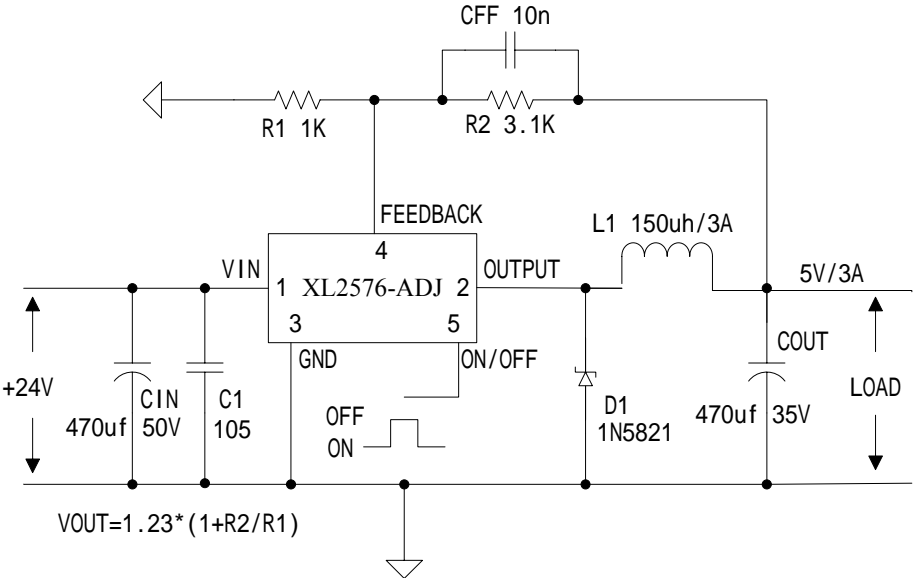 CFF 10n
R1 1K
R2 3.1K
FEEDBACK
L1 150uh/3A
4
VIN
OUTPUT
5V/3A
1 XL2576-ADJ 2
3
5
GND
ON/OFF
COUT
+24V
CIN
C1
470uf 50V
105
OFF
ON
D1
1N5821
470uf 35V
LOAD
VOUT=1.23*(1+R2/R1)